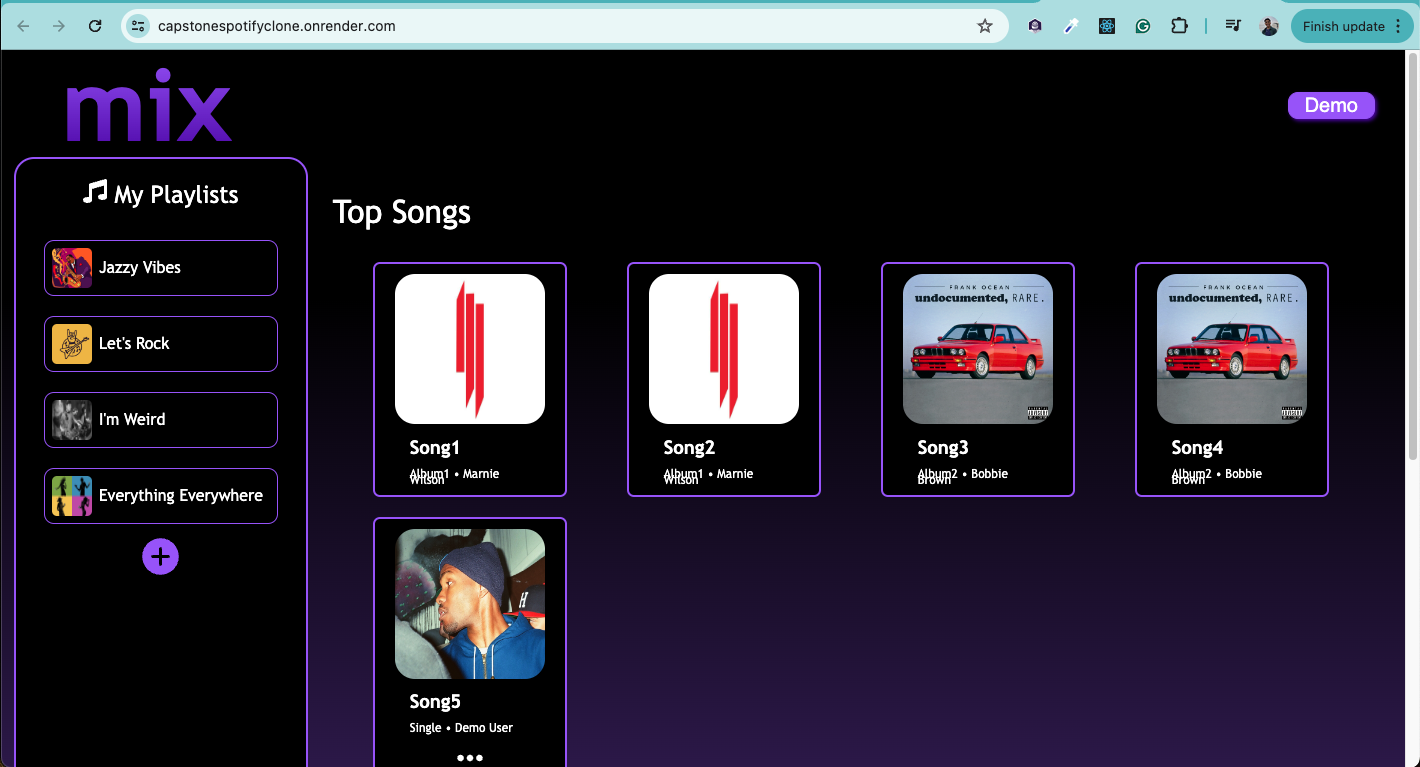 capstonespotifyclone.onrender.com
Finish update
mix
Demo
My Playlists
Jazzy Vibes
Let's Rock
I'm Weird
Everything Everywhere
Top Songs
Song1
Album1 • Marnie
Wilson
Song2
Album1 • Marnie
Wilson
FRANK OCEAN
undocumented, RARE.
Song3
Album2 • Bobbie
Brown
FRANK OCEAN
undocumented, RARE.
Song4
Album2 • Bobbie
Brown
H
Song5
Single • Demo User